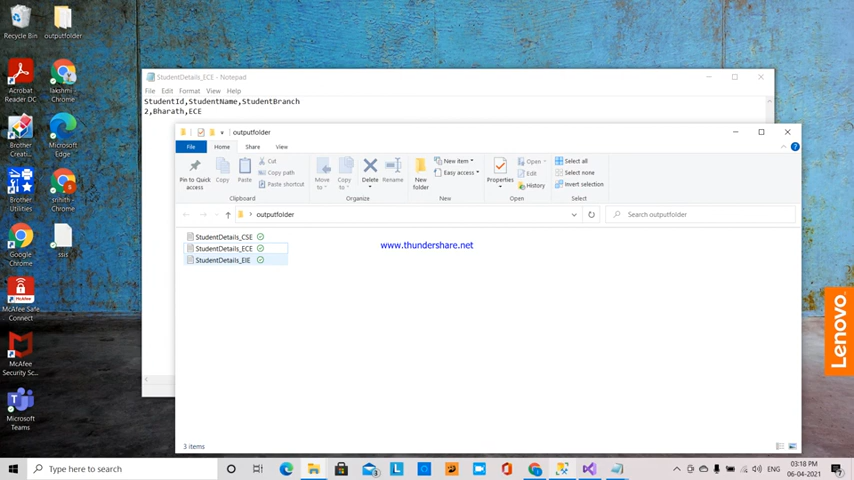 Recycle Bin
outputfolder
Acrobat
Reader DC
lakshmi -
Chrome
Brother
Creati...
Microsoft
Edge
Brother
Utilities
srihith -
Chrome
Google
Chrome
ssis
McAfee Safe
Connect
McAfee
Security Sc...
Microsoft
Teams
StudentDetails_ECE - Notepad
File Edit Format View Help
StudentId,StudentName,StudentBranch
2,Bharath,ECE
outputfolder
File Home Share View
Pin to Quick
access
Copy
Paste
Cut
Copy path
Paste shortcut
Clipboard
Move
to
Copy
to
Delete
Rename
Organize
New
folder
New item
Easy access
New
Properties
Open
Edit
History
Open
Select all
Select none
Invert selection
Select
outputfolder
Search outputfolder
StudentDetails_CSE
StudentDetails_ECE
StudentDetails_EIE
www.thundershare.net
3 items
Lenovo
Type here to search
ENG
03:18 PM
06-04-2021